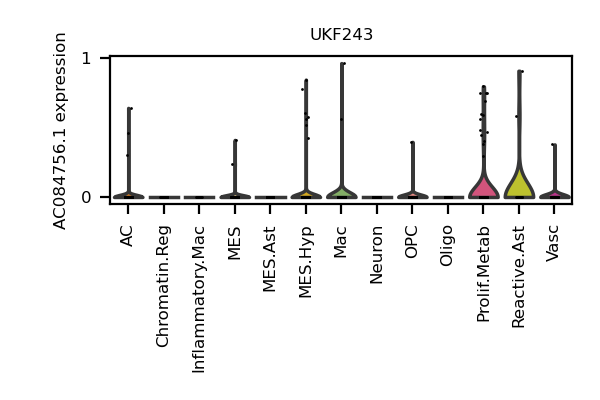 UKF243
AC084756.1 expression
1
0
AC
Chromatin.Reg
Inflammatory.Mac
MES
MES.Ast
MES.Hyp
Mac
Neuron
OPC
Oligo
Prolif.Metab
Reactive.Ast
Vasc